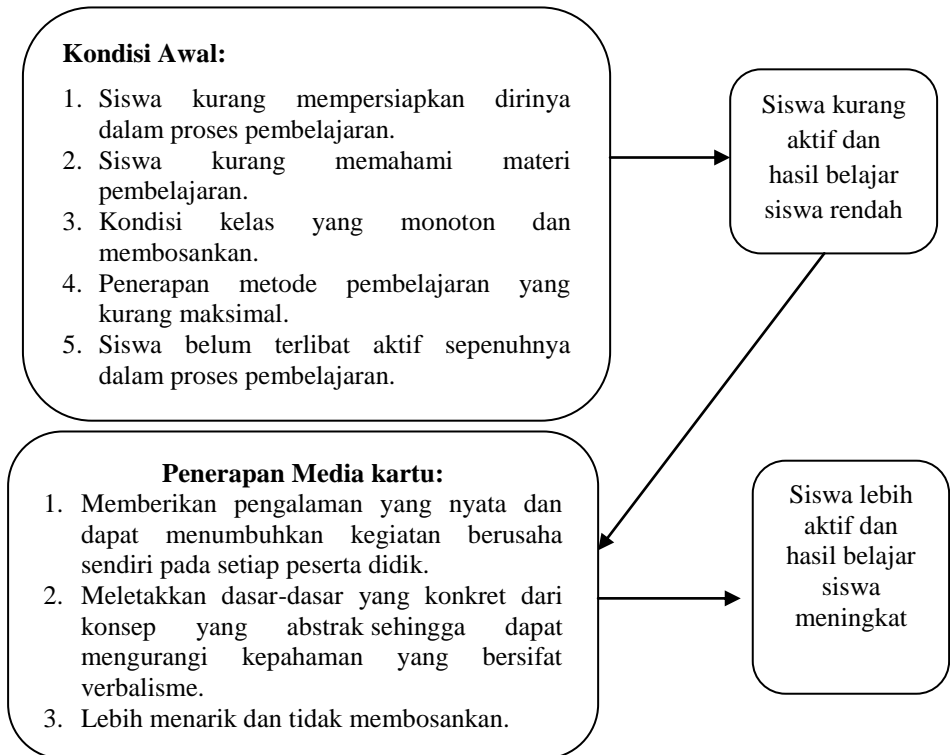 Kondisi Awal:
1. Siswa kurang mempersiapkan dirinya
dalam proses pembelajaran.
2. Siswa kurang memahami materi
pembelajaran.
3. Kondisi kelas yang monoton dan
membosankan.
4. Penerapan metode pembelajaran yang
kurang maksimal.
5. Siswa belum terlibat aktif sepenuhnya
dalam proses pembelajaran.
Siswa kurang
aktif dan
hasil belajar
siswa rendah
Penerapan Media kartu:
1. Memberikan pengalaman yang nyata dan
dapat menumbuhkan kegiatan berusaha
sendiri pada setiap peserta didik.
2. Meletakkan dasar-dasar yang konkret dari
konsep yang abstrak sehingga dapat
mengurangi kepahaman yang bersifat
verbalisme.
3. Lebih menarik dan tidak membosankan.
Siswa lebih
aktif dan
hasil belajar
siswa
meningkat